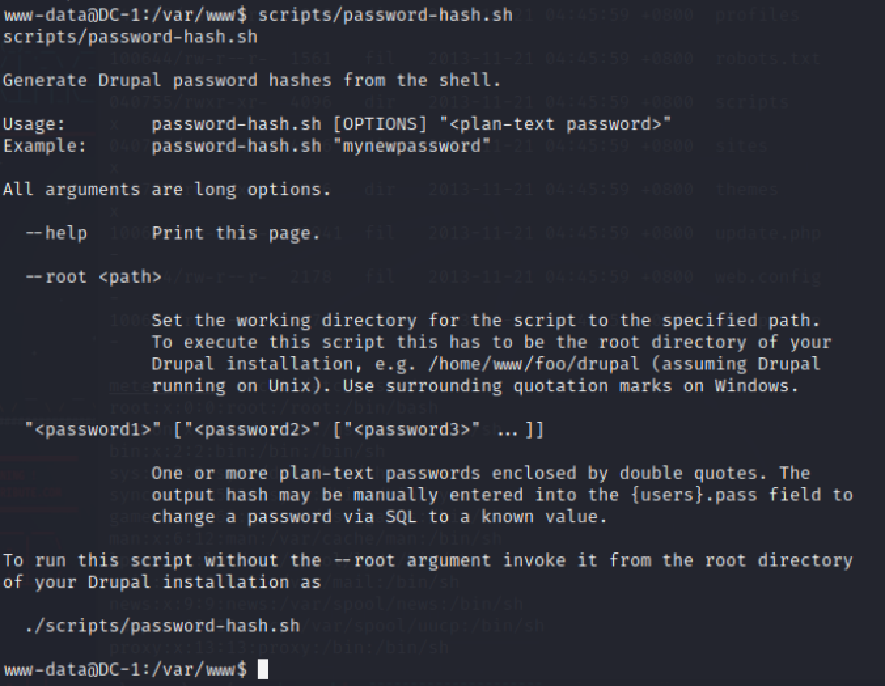 www-data@DC-1:/var/www$ scripts/password-hash.sh
scripts/password-hash.sh
Generate Drupal password hashes from the shell.
Usage: password-hash.sh [OPTIONS] "<plan-text password>"
Example: password-hash.sh "mynewpassword"
All arguments are long options.
--help Print this page.
--root <path>
Set the working directory for the script to the specified path.
To execute this script this has to be the root directory of your
Drupal installation, e.g. /home/www/foo/drupal (assuming Drupal
running on Unix). Use surrounding quotation marks on Windows.
"<password1>" ["<password2>" ["<password3>" ...]]
One or more plan-text passwords enclosed by double quotes. The
output hash may be manually entered into the {users}.pass field to
change a password via SQL to a known value.
To run this script without the --root argument invoke it from the root directory
of your Drupal installation as
./scripts/password-hash.sh
www-data@DC-1:/var/www$